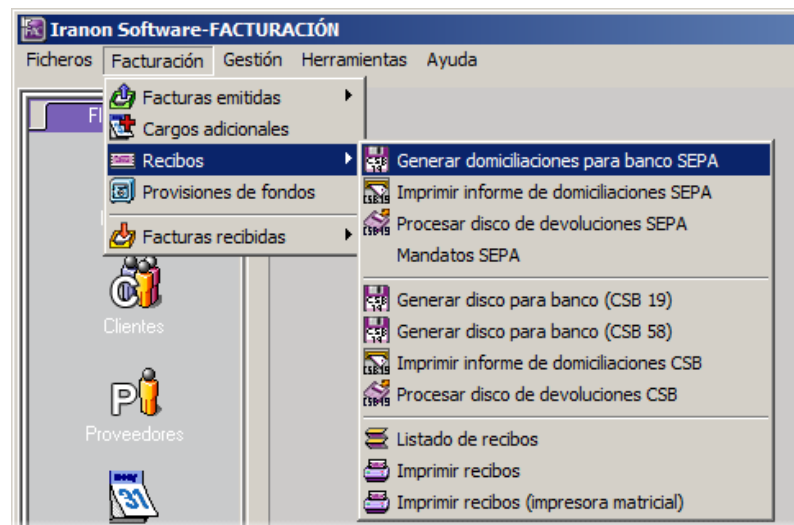 Iranon Software-FACTURACIÓN
Ficheros Facturación Gestión Herramientas Ayuda
Facturas emitidas
Cargos adicionales
Recibos
Provisiones de fondos
Facturas recibidas
Generar domiciliaciones para banco SEPA
Imprimir informe de domiciliaciones SEPA
Procesar disco de devoluciones SEPA
Mandatos SEPA
Generar disco para banco (CSB 19)
Generar disco para banco (CSB 58)
Imprimir informe de domiciliaciones CSB
Procesar disco de devoluciones CSB
Listado de recibos
Imprimir recibos
Imprimir recibos (impresora matricial)
Clientes
Proveedores
31